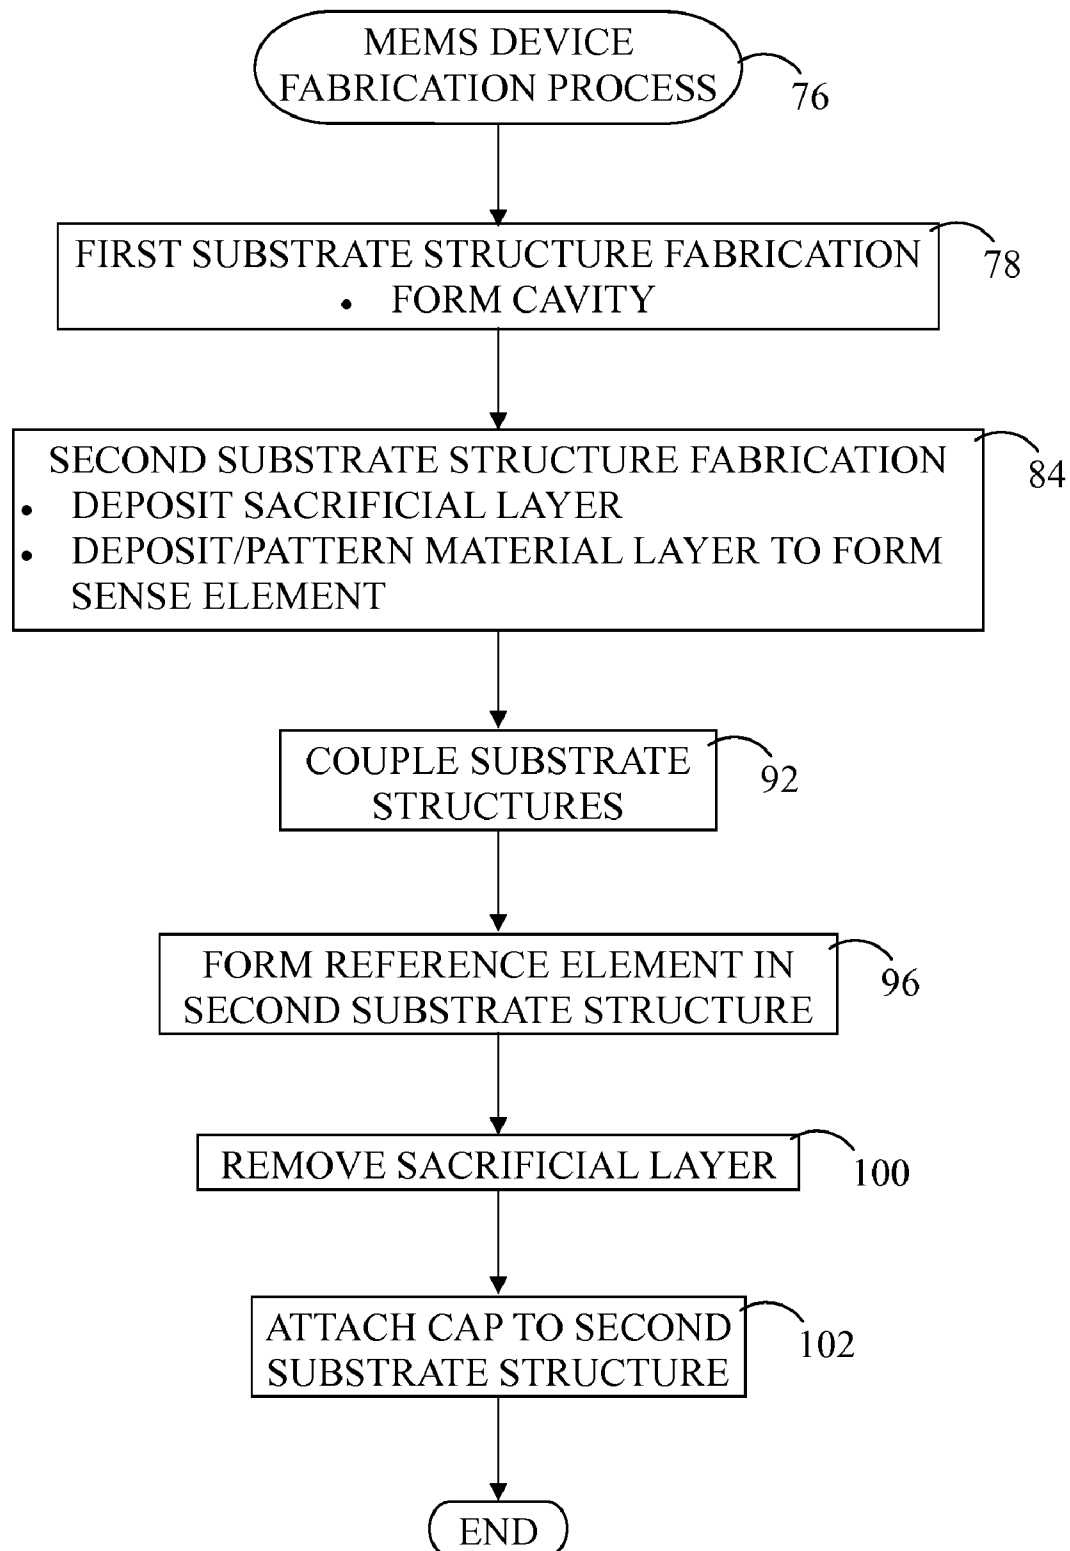 MEMS DEVICE
FABRICATION PROCESS
76
FIRST SUBSTRATE STRUCTURE FABRICATION
• FORM CAVITY
78
SECOND SUBSTRATE STRUCTURE FABRICATION
• DEPOSIT SACRIFICIAL LAYER
• DEPOSIT/PATTERN MATERIAL LAYER TO FORM
SENSE ELEMENT
84
COUPLE SUBSTRATE
STRUCTURES
92
FORM REFERENCE ELEMENT IN
SECOND SUBSTRATE STRUCTURE
96
REMOVE SACRIFICIAL LAYER
100
ATTACH CAP TO SECOND
SUBSTRATE STRUCTURE
102
END